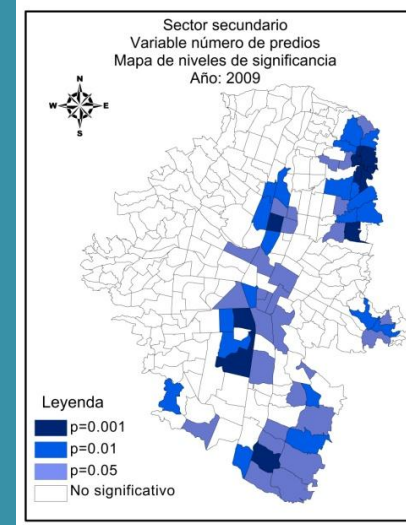 Sector secundario
Variable número de predios
Mapa de niveles de significancia
Año: 2009
N
W
E
S
Leyenda
p=0.001
p=0.01
p=0.05
No significativo